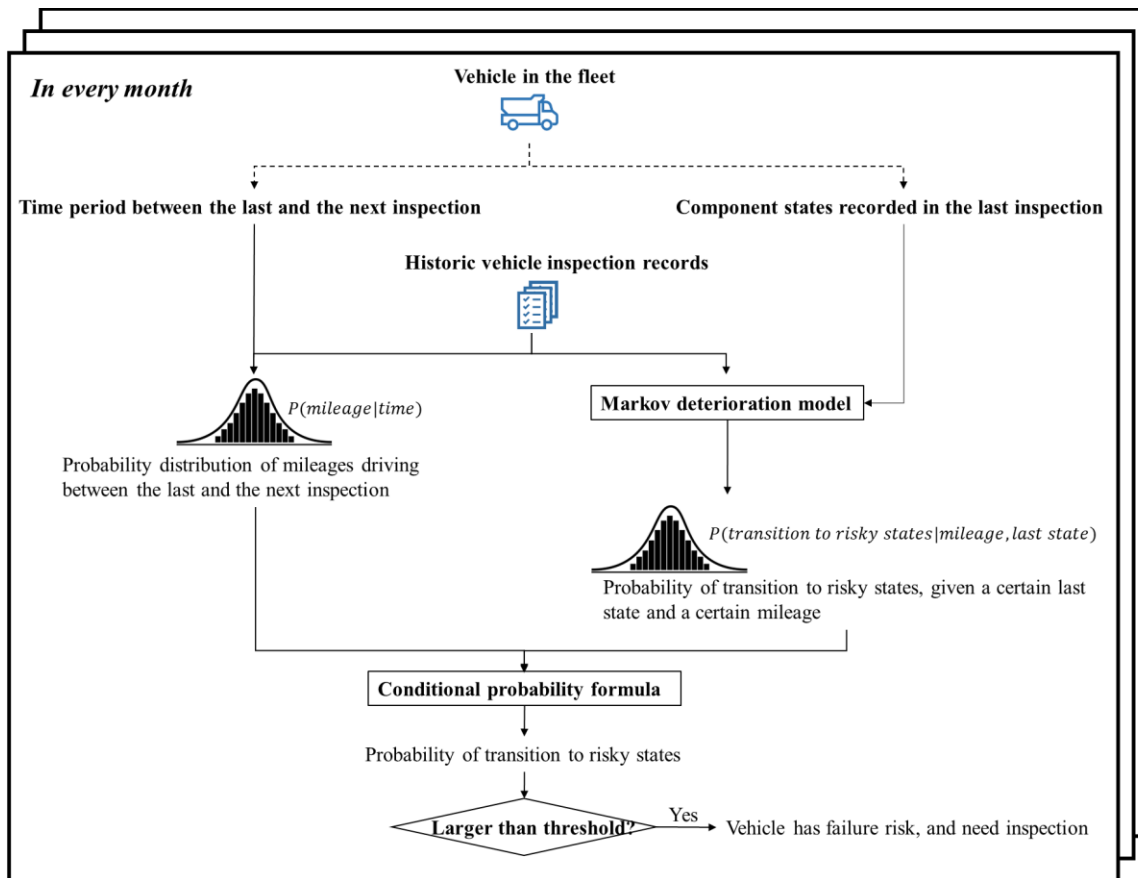 In every month
Vehicle in the fleet
Time period between the last and the next inspection
Component states recorded in the last inspection
Historic vehicle inspection records
P(mileage|time)
Markov deterioration model
Probability distribution of mileages driving
between the last and the next inspection
P(transition to risky states|mileage, last state)
Probability of transition to risky states, given a certain last
state and a certain mileage
Conditional probability formula
Probability of transition to risky states
Larger than threshold?
Yes
Vehicle has failure risk, and need inspection